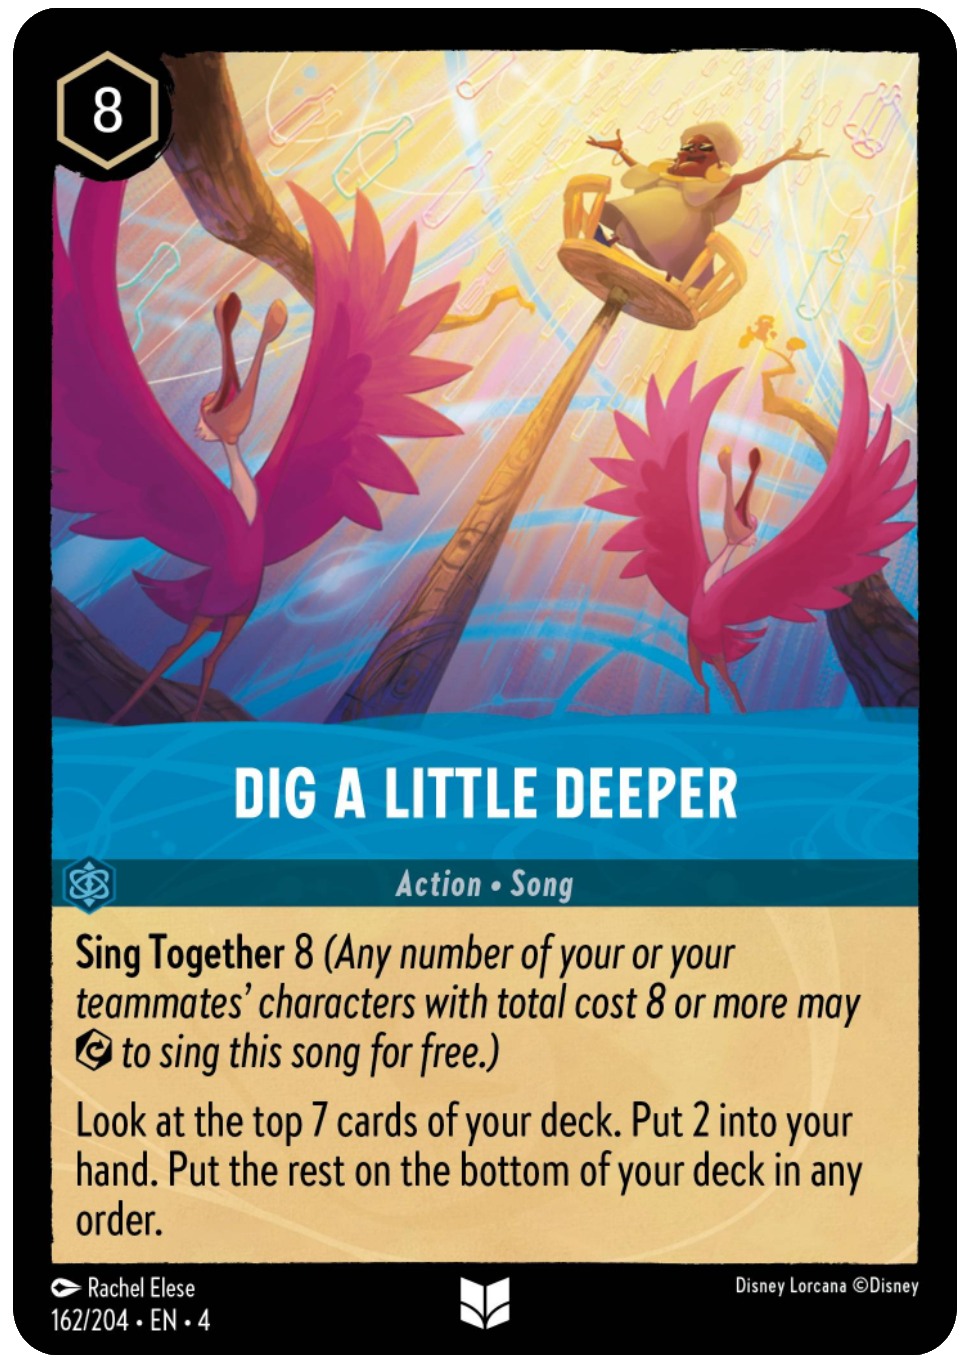 8
DIG A LITTLE DEEPER
Action • Song
Sing Together 8 (Any number of your or your
teammates’ characters with total cost 8 or more may
to sing this song for free.)
Look at the top 7 cards of your deck. Put 2 into your
hand. Put the rest on the bottom of your deck in any
order.
Rachel Elese
Disney Lorcana ©Disney
162/204 • EN • 4